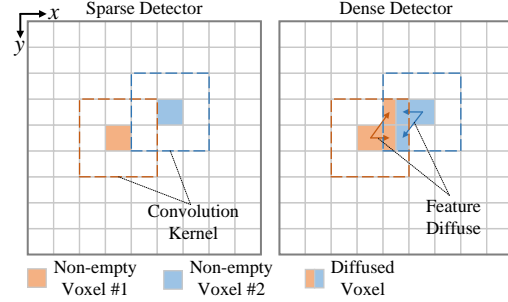 Sparse Detector
Dense Detector
x
y
Convolution
Kernel
Feature
Diffuse
Non-empty
Voxel #1
Non-empty
Voxel #2
Diffused
Voxel